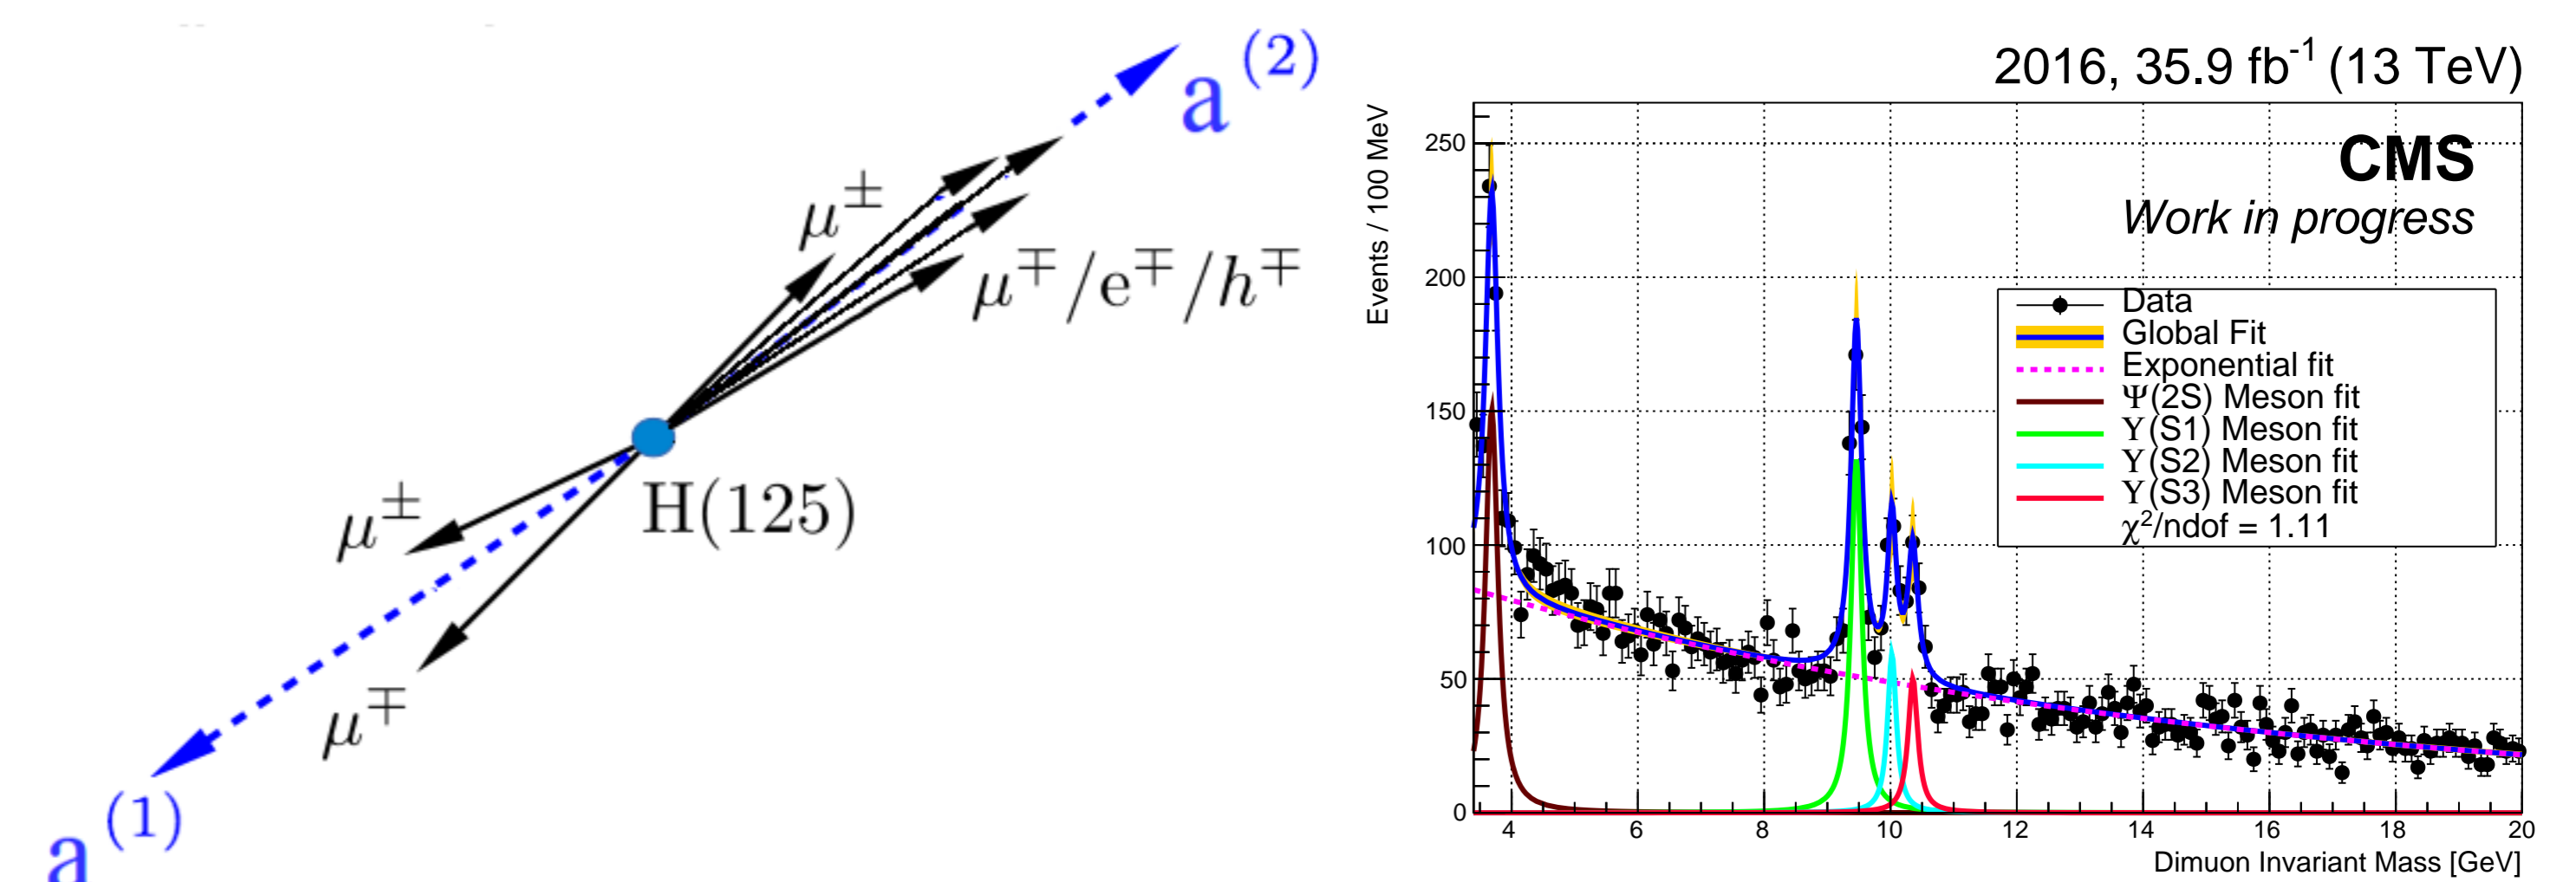 a⁽²⁾
μ±
μ∓/e∓/h∓
H(125)
μ±
μ∓
a⁽¹⁾
2016, 35.9 fb⁻¹ (13 TeV)
CMS
Work in progress
Events / 100 MeV
250
200
150
100
50
0
Data
Global Fit
Exponential fit
Ψ(2S) Meson fit
Υ(S1) Meson fit
Υ(S2) Meson fit
Υ(S3) Meson fit
χ²/ndof = 1.11
4 6 8 10 12 14 16 18 20
Dimuon Invariant Mass [GeV]